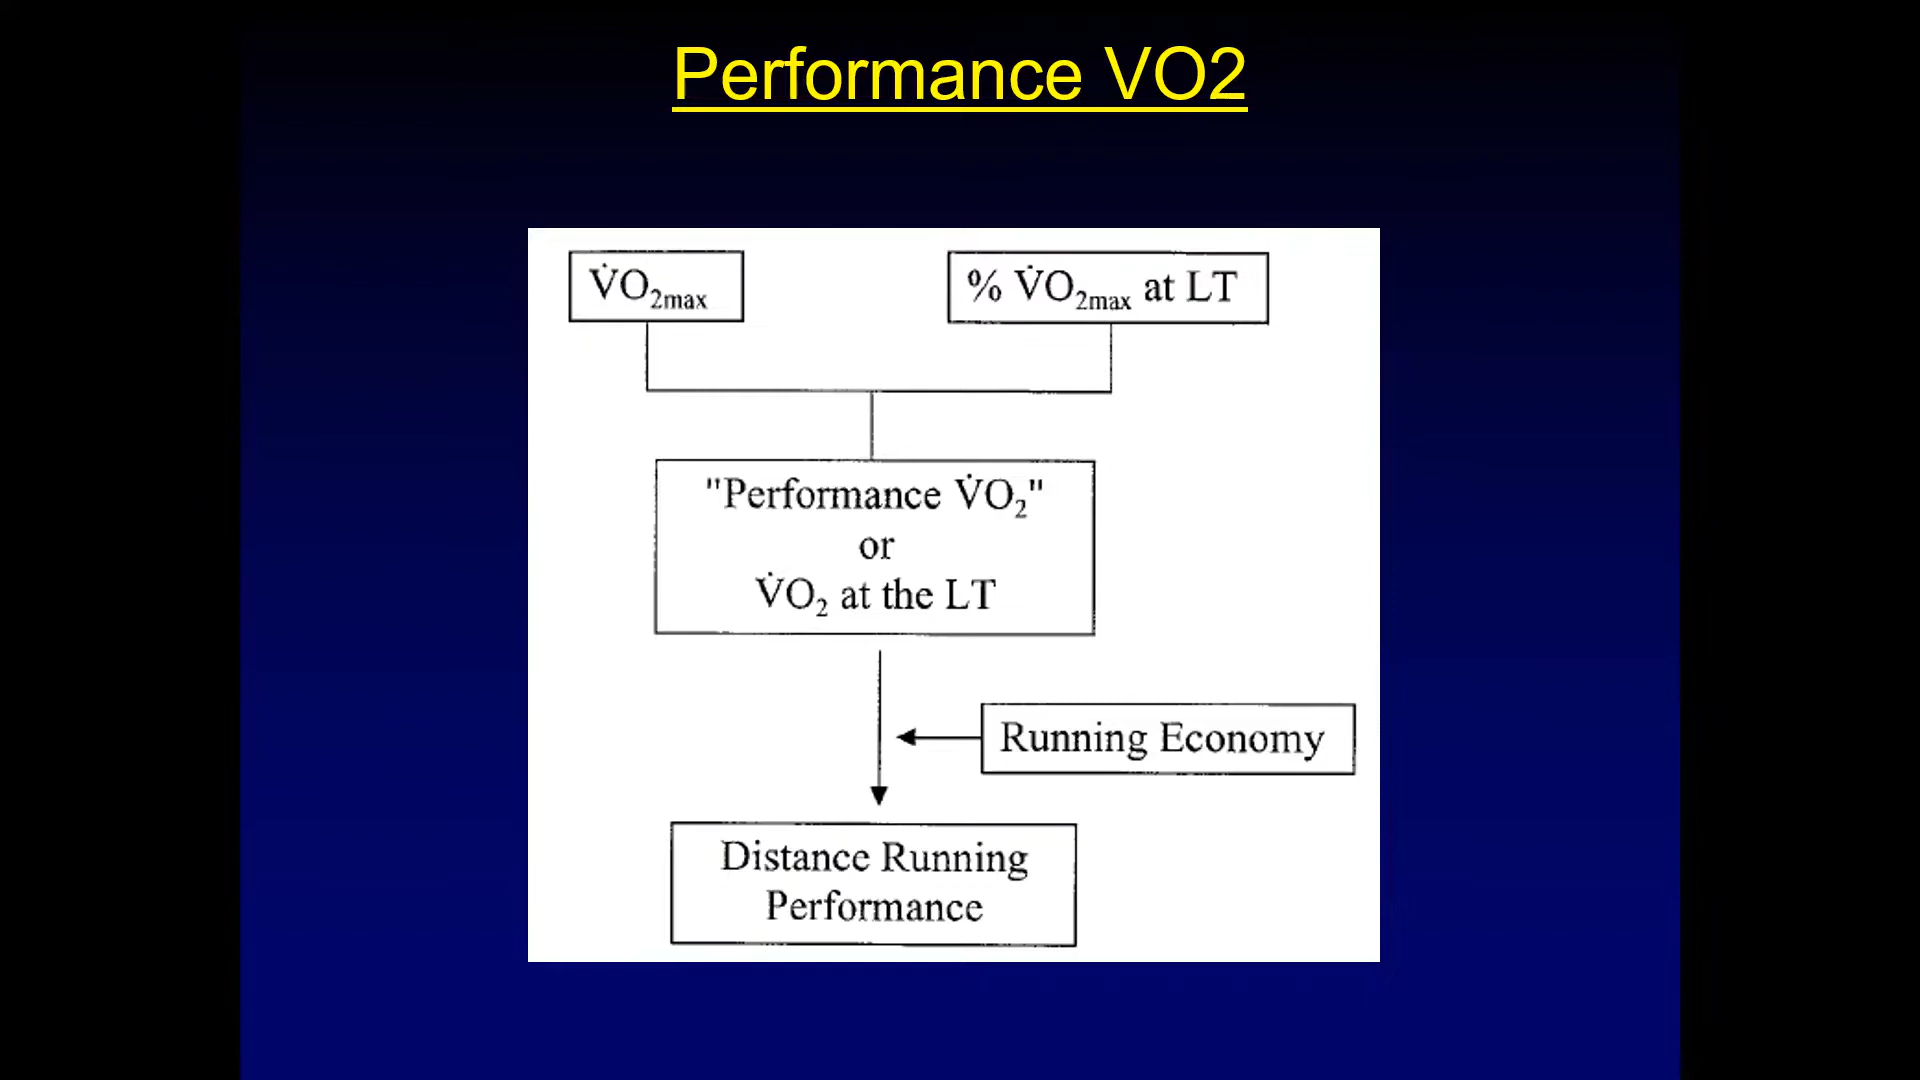 Performance VO2
V̇O₂max
% V̇O₂max at LT
"Performance V̇O₂"
or
V̇O₂ at the LT
Running Economy
Distance Running
Performance